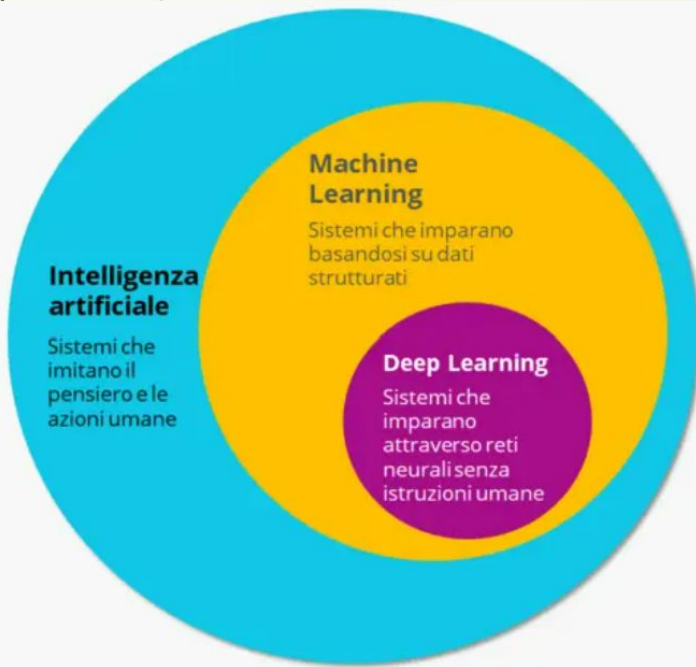 Machine
Learning
Sistemi che imparano
basandosi su dati
strutturati
Intelligenza
artificiale
Sistemi che
imitano il
pensiero e le
azioni umane
Deep Learning
Sistemi che
imparano
attraverso reti
neurali senza
istruzioni umane